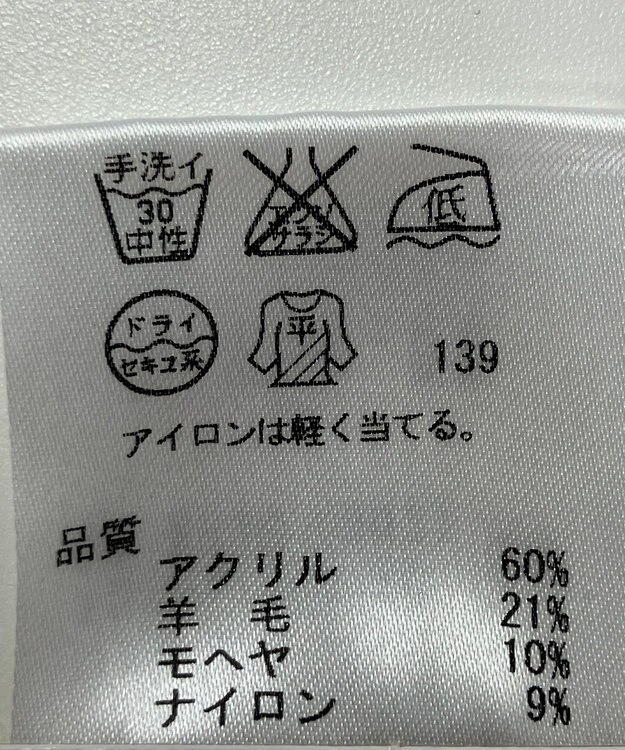 手洗イ
30
中性
エンソ
サラシ
低
ドライ
セキユ系
平
139
アイロンは軽く当てる。
品質
アクリル 60%
羊毛 21%
モヘヤ 10%
ナイロン 9%